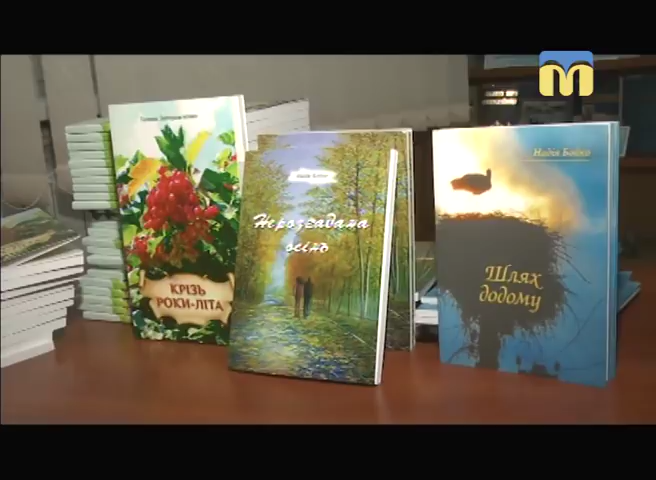 КРІЗЬ
РОКИ-ЛІТА
Нерозгадана
осінь
Надія Бойко
Шлях
додому